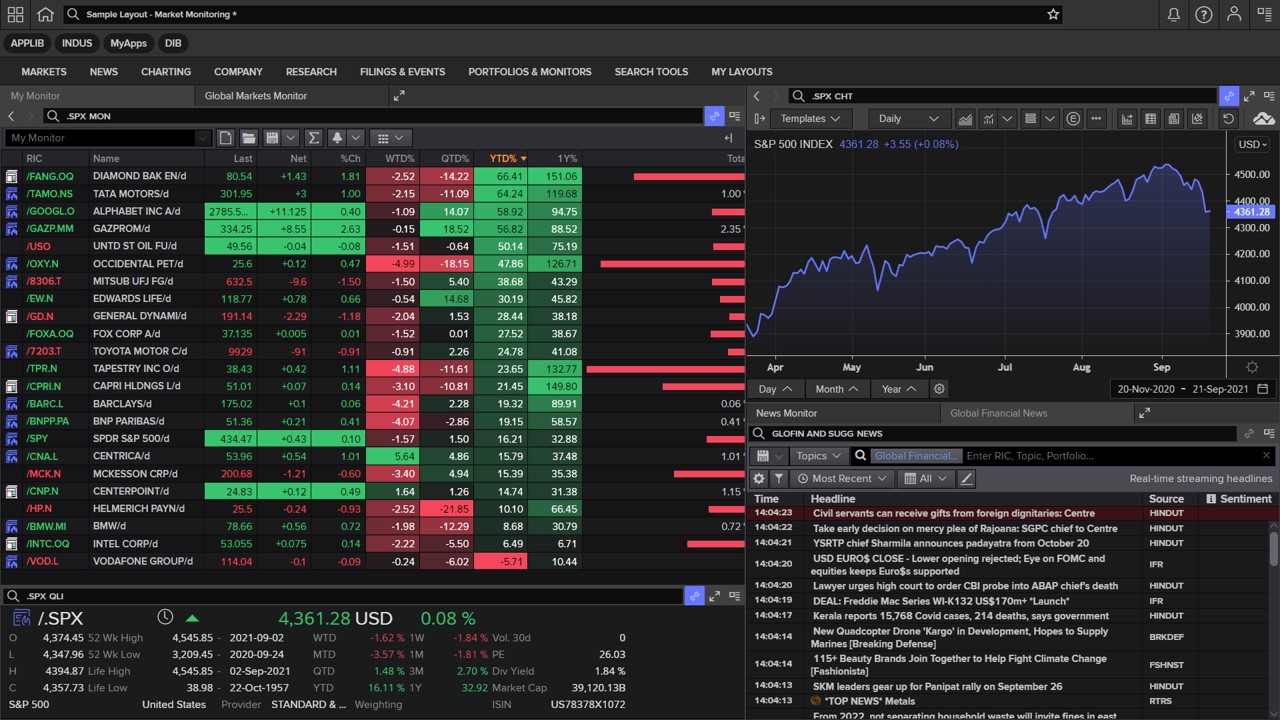 Sample Layout - Market Monitoring *
APPLIB INDUS MyApps DIB
MARKETS NEWS CHARTING COMPANY RESEARCH FILINGS & EVENTS PORTFOLIOS & MONITORS SEARCH TOOLS MY LAYOUTS
My Monitor Global Markets Monitor
.SPX MON
My Monitor
RIC Name Last Net %Ch WTD% QTD% YTD% 1Y% Tota
/FANG.OQ DIAMOND BAK EN/d 80.54 +1.43 1.81 -2.52 -14.22 66.41 151.06
/TAMO.NS TATA MOTORS/d 301.95 +3 1.00 -2.15 -11.09 64.24 119.68 1.00
/GOOGL.O ALPHABET INC A/d 2785.5... +11.125 0.40 -1.09 14.07 58.92 94.75
/GAZP.MM GAZPROM/d 334.25 +8.55 2.63 -0.15 18.52 56.82 88.52 2.35
/USO UNTD ST OIL FU/d 49.56 -0.04 -0.08 -1.51 -0.64 50.14 75.19
/OXY.N OCCIDENTAL PET/d 25.6 +0.12 0.47 -4.99 -18.15 47.86 126.71
/8306.T MITSUB UFJ FG/d 632.5 -9.6 -1.50 -1.50 5.40 38.68 43.29
/EW.N EDWARDS LIFE/d 118.77 +0.78 0.66 -0.54 14.68 30.19 45.82
/GD.N GENERAL DYNAMI/d 191.14 -2.29 -1.18 -2.04 1.53 28.44 38.18
/FOXA.OQ FOX CORP A/d 37.135 +0.005 0.01 -1.52 0.01 27.52 38.67
/7203.T TOYOTA MOTOR C/d 9929 -91 -0.91 -0.91 2.26 24.78 41.08
/TPR.N TAPESTRY INC O/d 38.43 +0.42 1.11 -4.88 -11.61 23.65 132.77
/CPRI.N CAPRI HLDNGS L/d 51.01 +0.07 0.14 -3.10 -10.81 21.45 149.80
/BARC.L BARCLAYS/d 175.02 +0.1 0.06 -4.21 2.28 19.32 89.91 0.06
/BNPP.PA BNP PARIBAS/d 51.36 +0.21 0.41 -4.07 -2.86 19.15 58.57 0.41
/SPY SPDR S&P 500/d 434.47 +0.43 0.10 -1.57 1.50 16.21 32.88
/CNA.L CENTRICA/d 53.96 +0.54 1.01 5.64 4.86 15.79 37.48 1.01
/MCK.N MCKESSON CRP/d 200.68 -1.21 -0.60 -3.40 4.94 15.39 35.38
/CNP.N CENTERPOINT/d 24.83 +0.12 0.49 1.64 1.26 14.74 31.38 1.15
/HP.N HELMERICH PAYN/d 25.5 -0.24 -0.93 -2.52 -21.85 10.10 66.45
/BMW.MI BMW/d 78.66 +0.56 0.72 -1.98 -12.29 8.68 30.79 0.72
/INTC.OQ INTEL CORP/d 53.055 +0.075 0.14 -2.22 -5.50 6.49 6.71
/VOD.L VODAFONE GROUP/d 114.04 -0.1 -0.09 -0.24 -6.02 -5.71 10.44
.SPX QLI
/.SPX 4,361.28 USD 0.08 %
O 4,374.45 52 Wk High 4,545.85 - 2021-09-02 WTD -1.62 % 1W -1.84 % Vol. 30d 0
L 4,347.96 52 Wk Low 3,209.45 - 2020-09-24 MTD -3.57 % 1M -1.81 % PE 26.03
H 4394.87 Life High 4,545.85 - 02-Sep-2021 QTD 1.48 % 3M 2.70 % Div Yield 1.84 %
C 4,357.73 Life Low 38.98 - 22-Oct-1957 YTD 16.11 % 1Y 32.92 Market Cap 39,120.13B
S&P 500 United States Provider STANDARD & ... Weighting ISIN US78378X1072
.SPX CHT
Templates Daily
S&P 500 INDEX 4361.28 +3.55 (+0.08%) USD
4500.00
4400.00
4361.28
4300.00
4200.00
4100.00
4000.00
3900.00
Apr May Jun Jul Aug Sep
Day Month Year 20-Nov-2020 - 21-Sep-2021
News Monitor Global Financial News
GLOFIN AND SUGG NEWS
Topics Global Financial... Enter RIC, Topic, Portfolio...
Most Recent All Real-time streaming headlines
Time Headline Source Sentiment
14:04:23 Civil servants can receive gifts from foreign dignitaries: Centre HINDUT
14:04:22 Take early decision on mercy plea of Rajoana: SGPC chief to Centre HINDUT
14:04:21 YSRTP chief Sharmila announces padayatra from October 20 HINDUT
14:04:20 USD EURO$ CLOSE - Lower opening rejected; Eye on FOMC and IFR
equities keeps Euro$s supported
14:04:20 Lawyer urges high court to order CBI probe into ABAP chief's death HINDUT
14:04:19 DEAL: Freddie Mac Series WI-K132 US$170m+ *Launch* IFR
14:04:17 Kerala reports 15,768 Covid cases, 214 deaths, says government HINDUT
14:04:14 New Quadcopter Drone 'Kargo' in Development, Hopes to Supply BRKDEF
Marines [Breaking Defense]
14:04:14 115+ Beauty Brands Join Together to Help Fight Climate Change FSHNST
[Fashionista]
14:04:13 SKM leaders gear up for Panipat rally on September 26 HINDUT
14:04:13 *TOP NEWS* Metals RTRS
From 2022, not separating household waste will invite fines in east